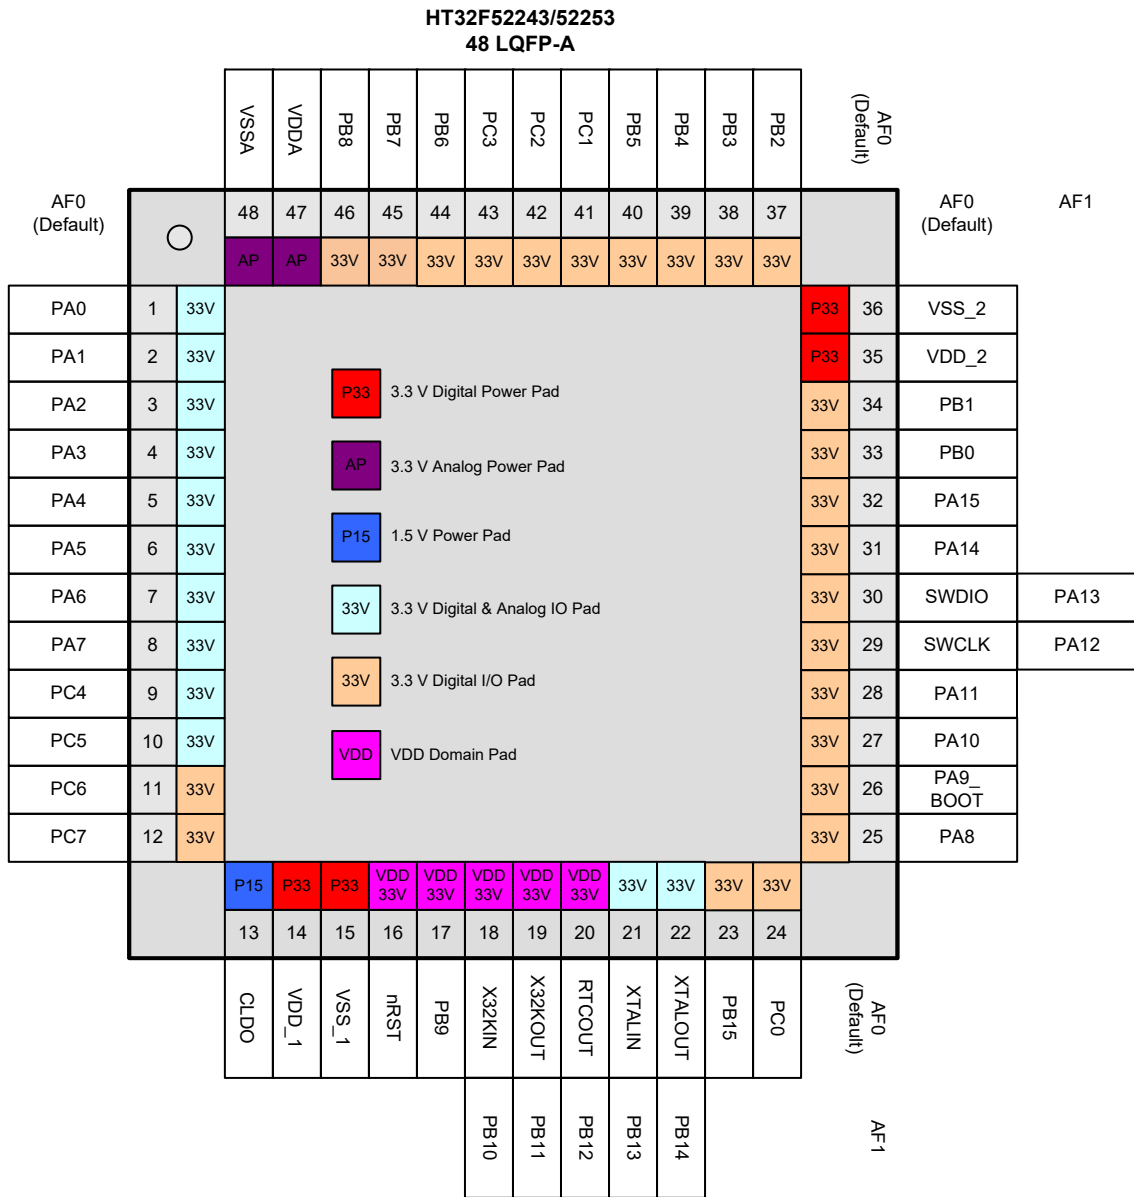 HT32F52243/52253
48 LQFP-A
VSSA VDDA PB8 PB7 PB6 PC3 PC2 PC1 PB5 PB4 PB3 PB2
AF0
(Default)
AF0
(Default)
AF0
(Default)
AF1
48 47 46 45 44 43 42 41 40 39 38 37
AP AP 33V 33V 33V 33V 33V 33V 33V 33V 33V 33V
PA0 1 33V
P33 36 VSS_2
PA1 2 33V
P33 35 VDD_2
PA2 3 33V
33V 34 PB1
PA3 4 33V
33V 33 PB0
PA4 5 33V
33V 32 PA15
PA5 6 33V
33V 31 PA14
PA6 7 33V
33V 30 SWDIO PA13
PA7 8 33V
33V 29 SWCLK PA12
PC4 9 33V
33V 28 PA11
PC5 10 33V
33V 27 PA10
PC6 11 33V
33V 26 PA9_
BOOT
PC7 12 33V
33V 25 PA8
P33 3.3 V Digital Power Pad
AP 3.3 V Analog Power Pad
P15 1.5 V Power Pad
33V 3.3 V Digital & Analog IO Pad
33V 3.3 V Digital I/O Pad
VDD VDD Domain Pad
P15 P33 P33 VDD VDD VDD VDD VDD 33V 33V 33V 33V
33V 33V 33V 33V 33V
13 14 15 16 17 18 19 20 21 22 23 24
CLDO VDD_1 VSS_1 nRST PB9 X32KIN X32KOUT RTCOUT XTALIN XTALOUT PB15 PC0
AF0
(Default)
PB10 PB11 PB12 PB13 PB14
AF1